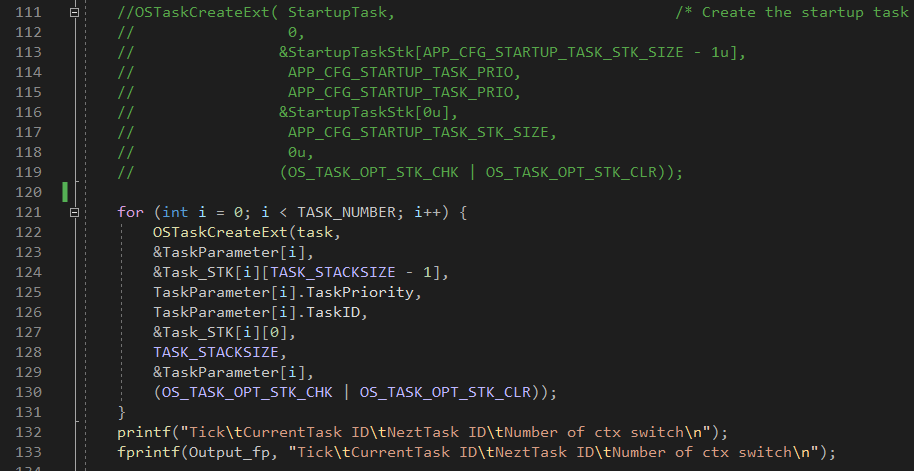 111 //OSTaskCreateExt( StartupTask, /* Create the startup task
112 // 0,
113 // &StartupTaskStk[APP_CFG_STARTUP_TASK_STK_SIZE - 1u],
114 // APP_CFG_STARTUP_TASK_PRIO,
115 // APP_CFG_STARTUP_TASK_PRIO,
116 // &StartupTaskStk[0u],
117 // APP_CFG_STARTUP_TASK_STK_SIZE,
118 // 0u,
119 // (OS_TASK_OPT_STK_CHK | OS_TASK_OPT_STK_CLR));
120
121 for (int i = 0; i < TASK_NUMBER; i++) {
122 OSTaskCreateExt(task,
123 &TaskParameter[i],
124 &Task_STK[i][TASK_STACKSIZE - 1],
125 TaskParameter[i].TaskPriority,
126 TaskParameter[i].TaskID,
127 &Task_STK[i][0],
128 TASK_STACKSIZE,
129 &TaskParameter[i],
130 (OS_TASK_OPT_STK_CHK | OS_TASK_OPT_STK_CLR));
131 }
132 printf("Tick\tCurrentTask ID\tNeztTask ID\tNumber of ctx switch\n");
133 fprintf(Output_fp, "Tick\tCurrentTask ID\tNeztTask ID\tNumber of ctx switch\n");